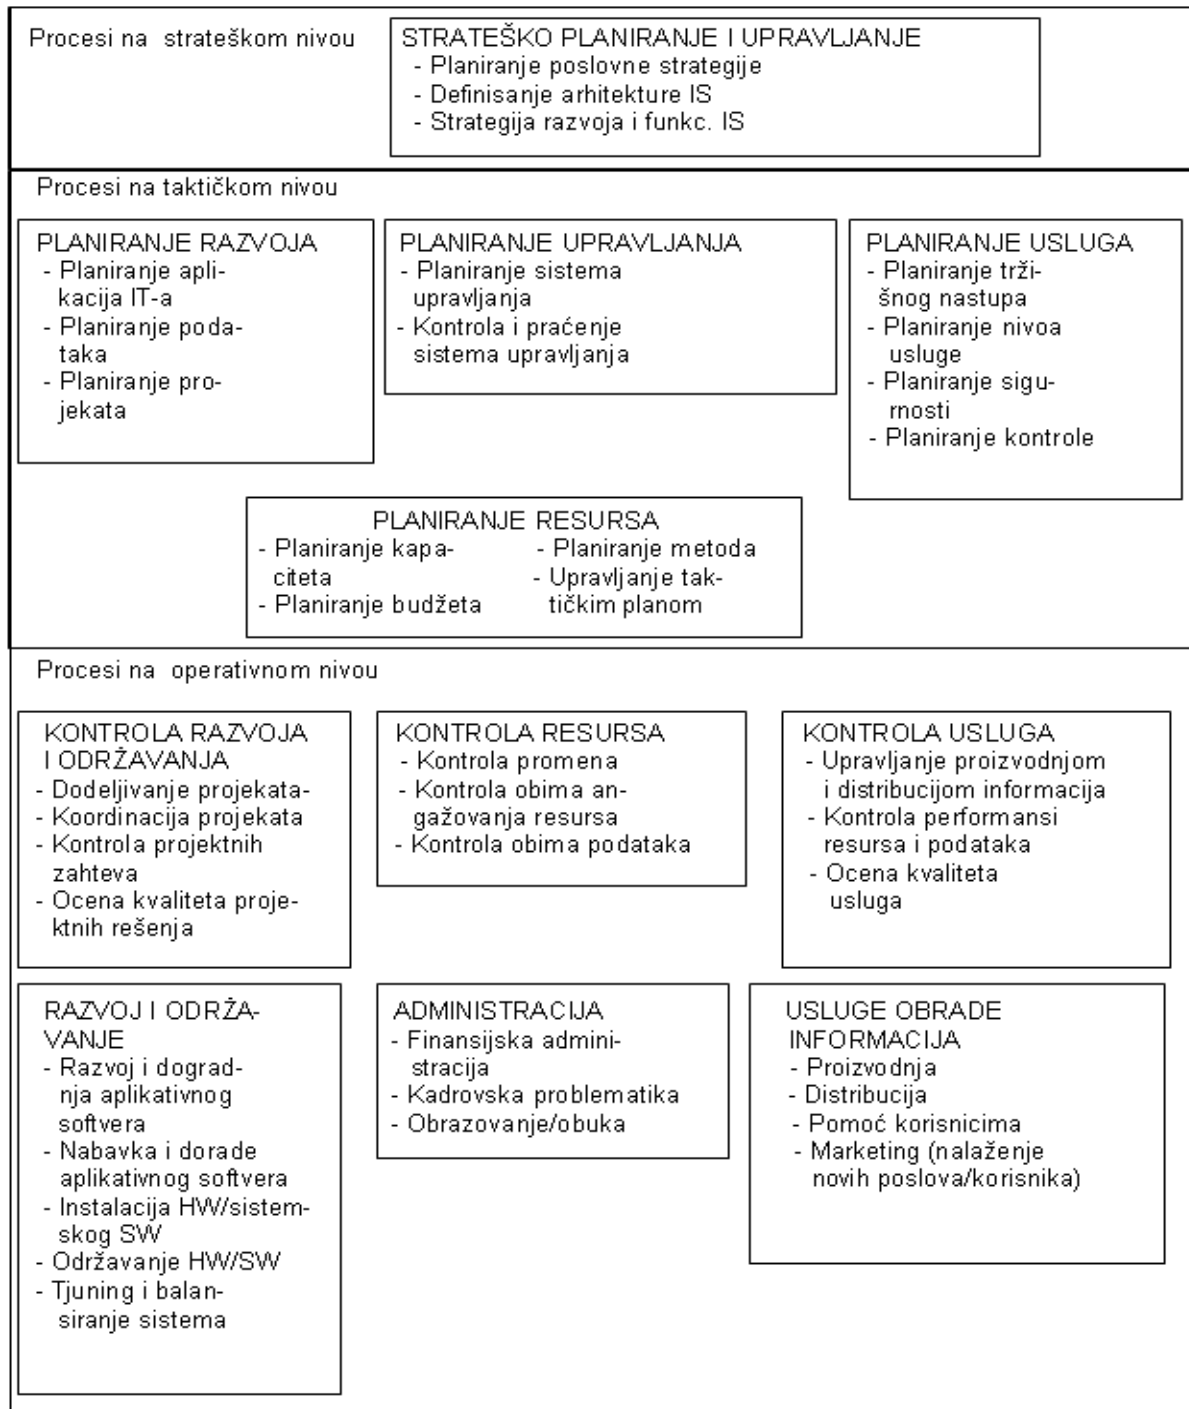 Procesi na strateškom nivou
STRATEŠKO PLANIRANJE I UPRAVLJANJE
- Planiranje poslovne strategije
- Definisanje arhitekture IS
- Strategija razvoja i funkc. IS
Procesi na taktičkom nivou
PLANIRANJE RAZVOJA
- Planiranje apli-
kacija IT-a
- Planiranje poda-
taka
- Planiranje pro-
jekata
PLANIRANJE UPRAVLJANJA
- Planiranje sistema
upravljanja
- Kontrola i praćenje
sistema upravljanja
PLANIRANJE USLUGA
- Planiranje trži-
šnog nastupa
- Planiranje nivoa
usluge
- Planiranje sigu-
rnosti
- Planiranje kontrole
PLANIRANJE RESURSA
- Planiranje kapa-
citeta
- Planiranje budžeta
- Planiranje metoda
- Upravljanje tak-
tičkim planom
Procesi na operativnom nivou
KONTROLA RAZVOJA
I ODRŽAVANJA
- Dodeljivanje projekata-
- Koordinacija projekata
- Kontrola projektnih
zahteva
- Ocena kvaliteta proje-
ktnih rešenja
KONTROLA RESURSA
- Kontrola promena
- Kontrola obima an-
gažovanja resursa
- Kontrola obima podataka
KONTROLA USLUGA
- Upravljanje proizvodnjom
i distribucijom informacija
- Kontrola performansi
resursa i podataka
- Ocena kvaliteta
usluga
RAZVOJ I ODRŽA-
VANJE
- Razvoj i dograd-
nja aplikativnog
softvera
- Nabavka i dorade
aplikativnog softvera
- Instalacija HW/sistem-
skog SW
- Održavanje HW/SW
- Tjuning i balan-
siranje sistema
ADMINISTRACIJA
- Finansijska admini-
stracija
- Kadrovska problematika
- Obrazovanje/obuka
USLUGE OBRADE
INFORMACIJA
- Proizvodnja
- Distribucija
- Pomoć korisnicima
- Marketing (nalaženje
novih poslova/korisnika)